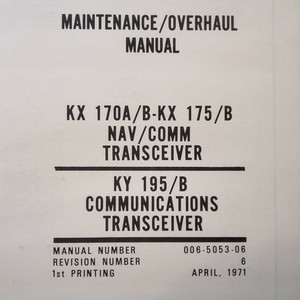 MAINTENANCE/OVERHAUL
MANUAL
KX 170A/B-KX 175/B
NAV/COMM
TRANSCEIVER
KY 195/B
COMMUNICATIONS
TRANSCEIVER
MANUAL NUMBER 006-5053-06
REVISION NUMBER 6
1st PRINTING APRIL, 1971